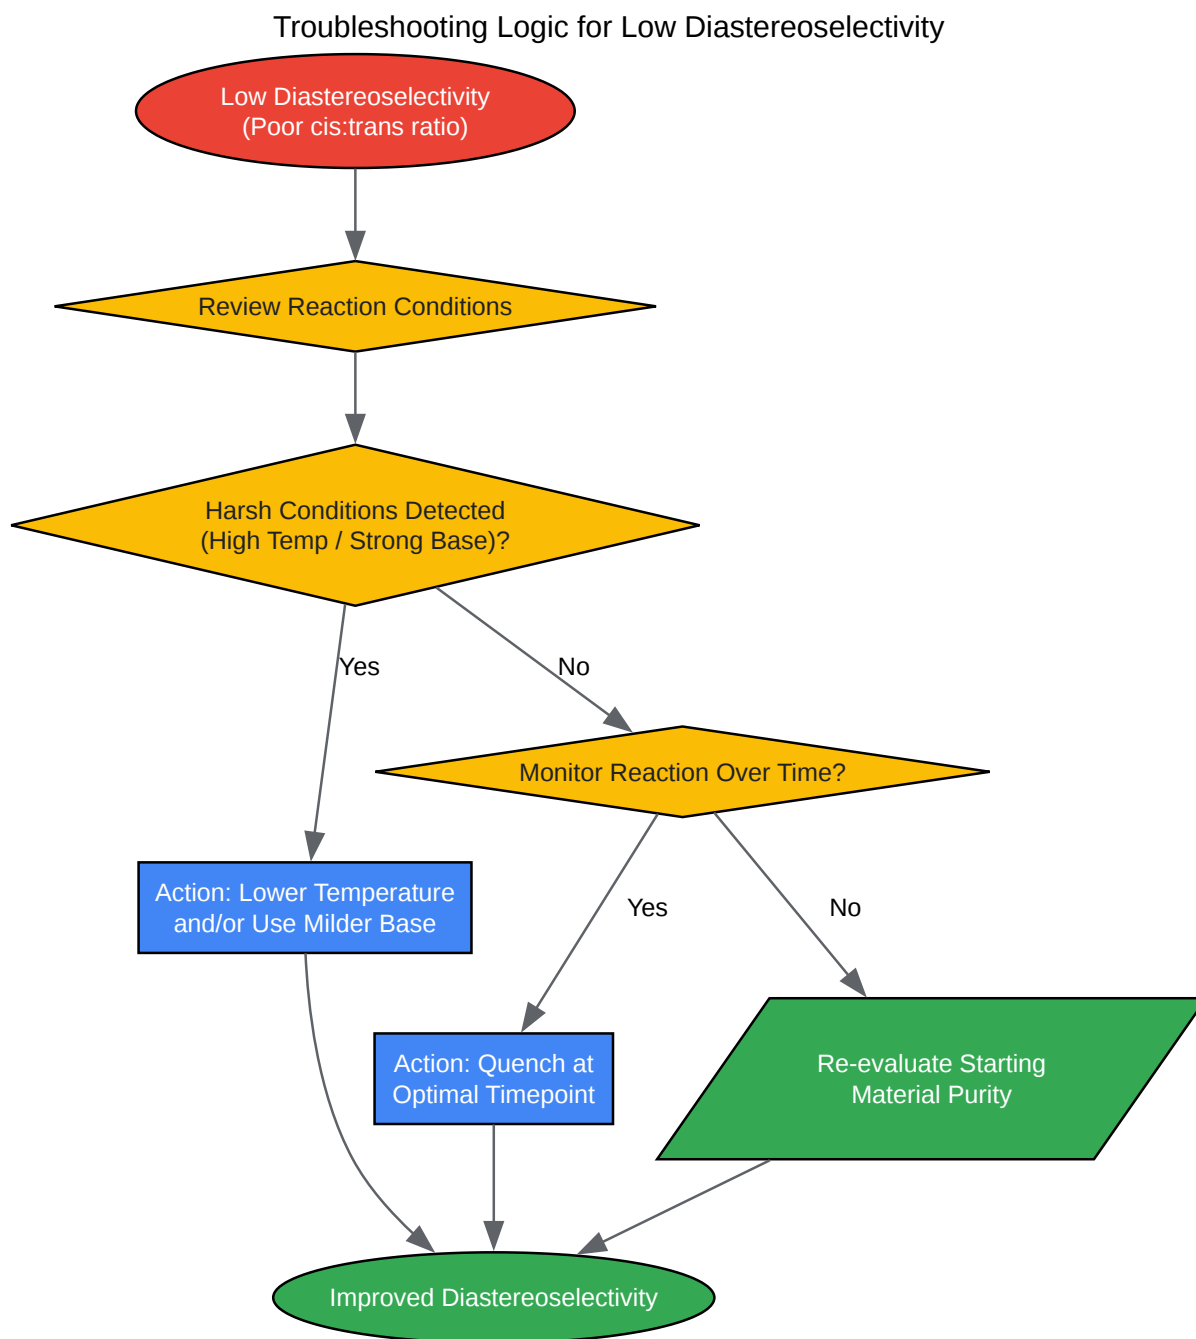 Troubleshooting Logic for Low Diastereoselectivity
Low Diastereoselectivity
(Poor cis:trans ratio)
Review Reaction Conditions
Harsh Conditions Detected
(High Temp / Strong Base)?
Yes
No
Monitor Reaction Over Time?
Action: Lower Temperature
and/or Use Milder Base
Yes
No
Action: Quench at
Optimal Timepoint
Re-evaluate Starting
Material Purity
Improved Diastereoselectivity